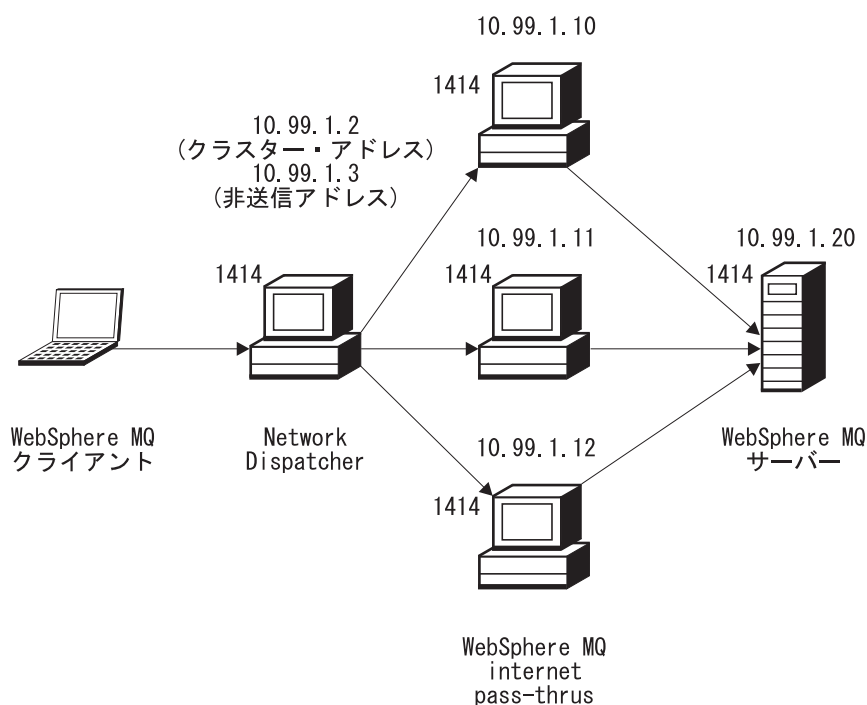 10.99.1.10
1414
10.99.1.2
(クラスター・アドレス)
10.99.1.3
(非送信アドレス)
10.99.1.11
10.99.1.20
1414
1414
1414
WebSphere MQ
クライアント
Network
Dispatcher
10.99.1.12
1414
WebSphere MQ
サーバー
WebSphere MQ
internet
pass-thrus